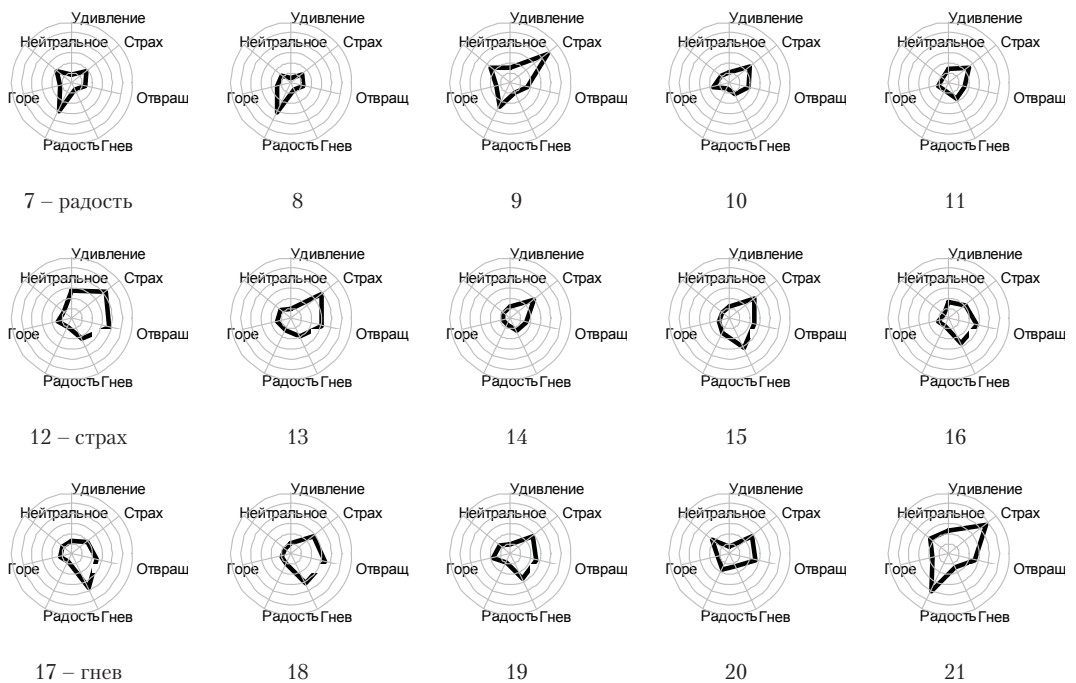 Удивление Удивление Удивление Удивление Удивление
Нейтральное Страх Нейтральное Страх Нейтральное Страх Нейтральное Страх Нейтральное Страх
Горе Отвращ Горе Отвращ Горе Отвращ Горе Отвращ Горе Отвращ
Радость Гнев Радость Гнев Радость Гнев Радость Гнев Радость Гнев
7 – радость 8 9 10 11
Удивление Удивление Удивление Удивление Удивление
Нейтральное Страх Нейтральное Страх Нейтральное Страх Нейтральное Страх Нейтральное Страх
Горе Отвращ Горе Отвращ Горе Отвращ Горе Отвращ Горе Отвращ
Радость Гнев Радость Гнев Радость Гнев Радость Гнев Радость Гнев
12 – страх 13 14 15 16
Удивление Удивление Удивление Удивление Удивление
Нейтральное Страх Нейтральное Страх Нейтральное Страх Нейтральное Страх Нейтральное Страх
Горе Отвращ Горе Отвращ Горе Отвращ Горе Отвращ Горе Отвращ
Радость Гнев Радость Гнев Радость Гнев Радость Гнев Радость Гнев
17 – гнев 18 19 20 21